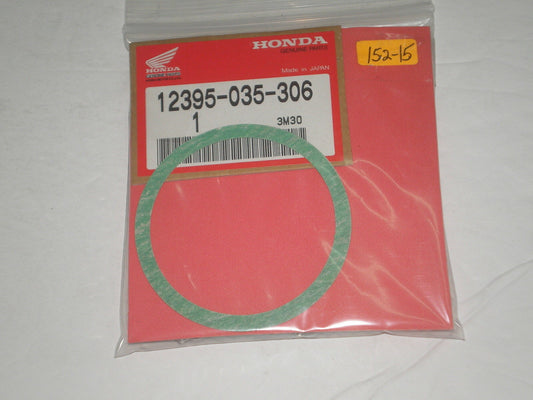 HONDA
GENUINE PARTS
152-15
HONDA
Made in JAPAN
12395-035-306
1 3M30